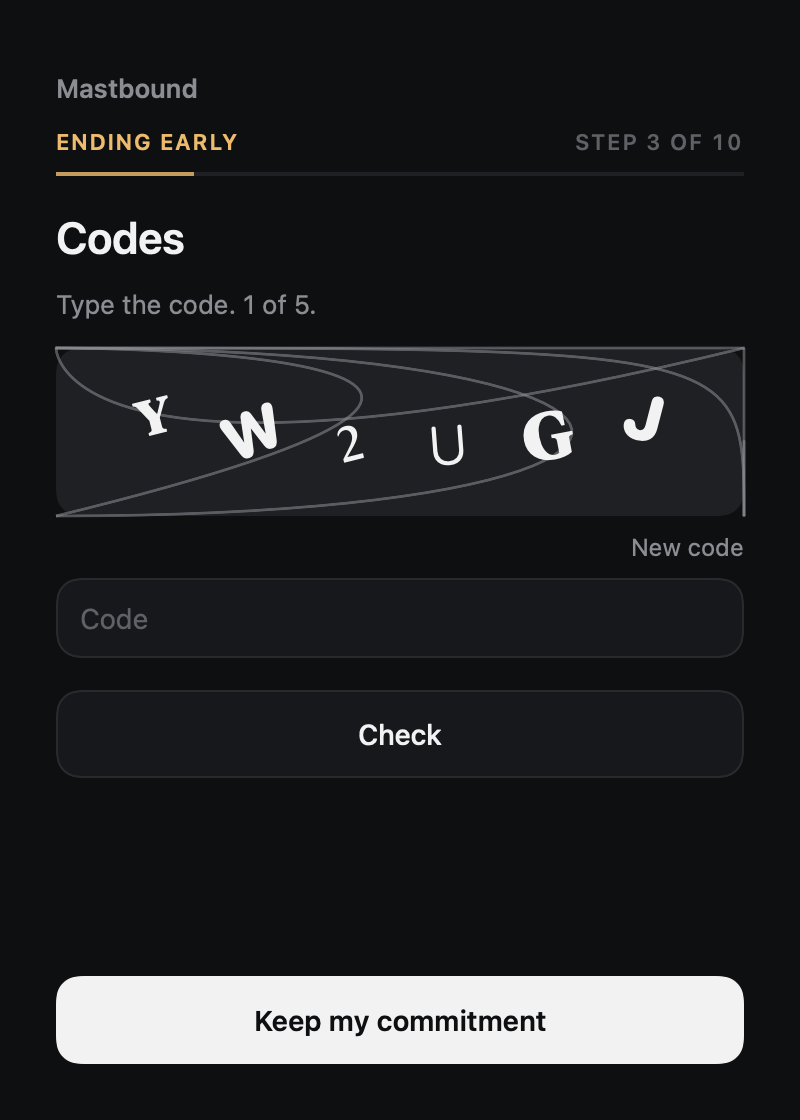 Mastbound
ENDING EARLY STEP 3 OF 10
Codes
Type the code. 1 of 5.
Y W 2 U G J
New code
Code
Check
Keep my commitment